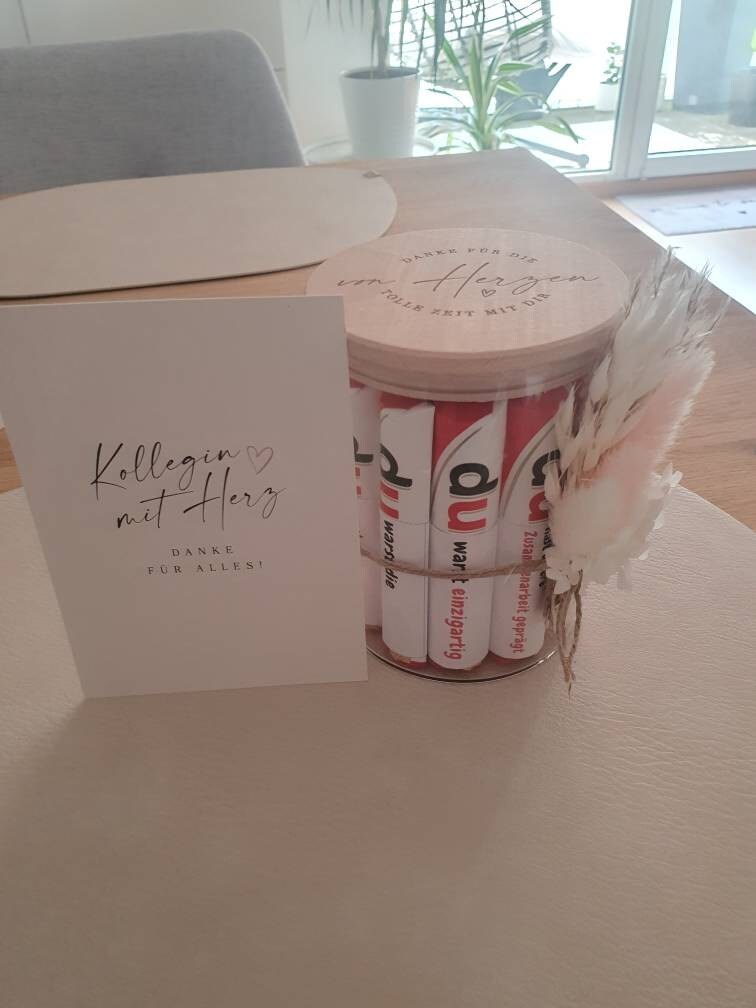 DANKE FÜR DIE
von Herzen
TOLLE ZEIT MIT DIR
Kollegin
mit Herz
DANKE
FÜR ALLES!
du
warst die
du
warst einzigartig
du
Zusammenarbeit geprägt